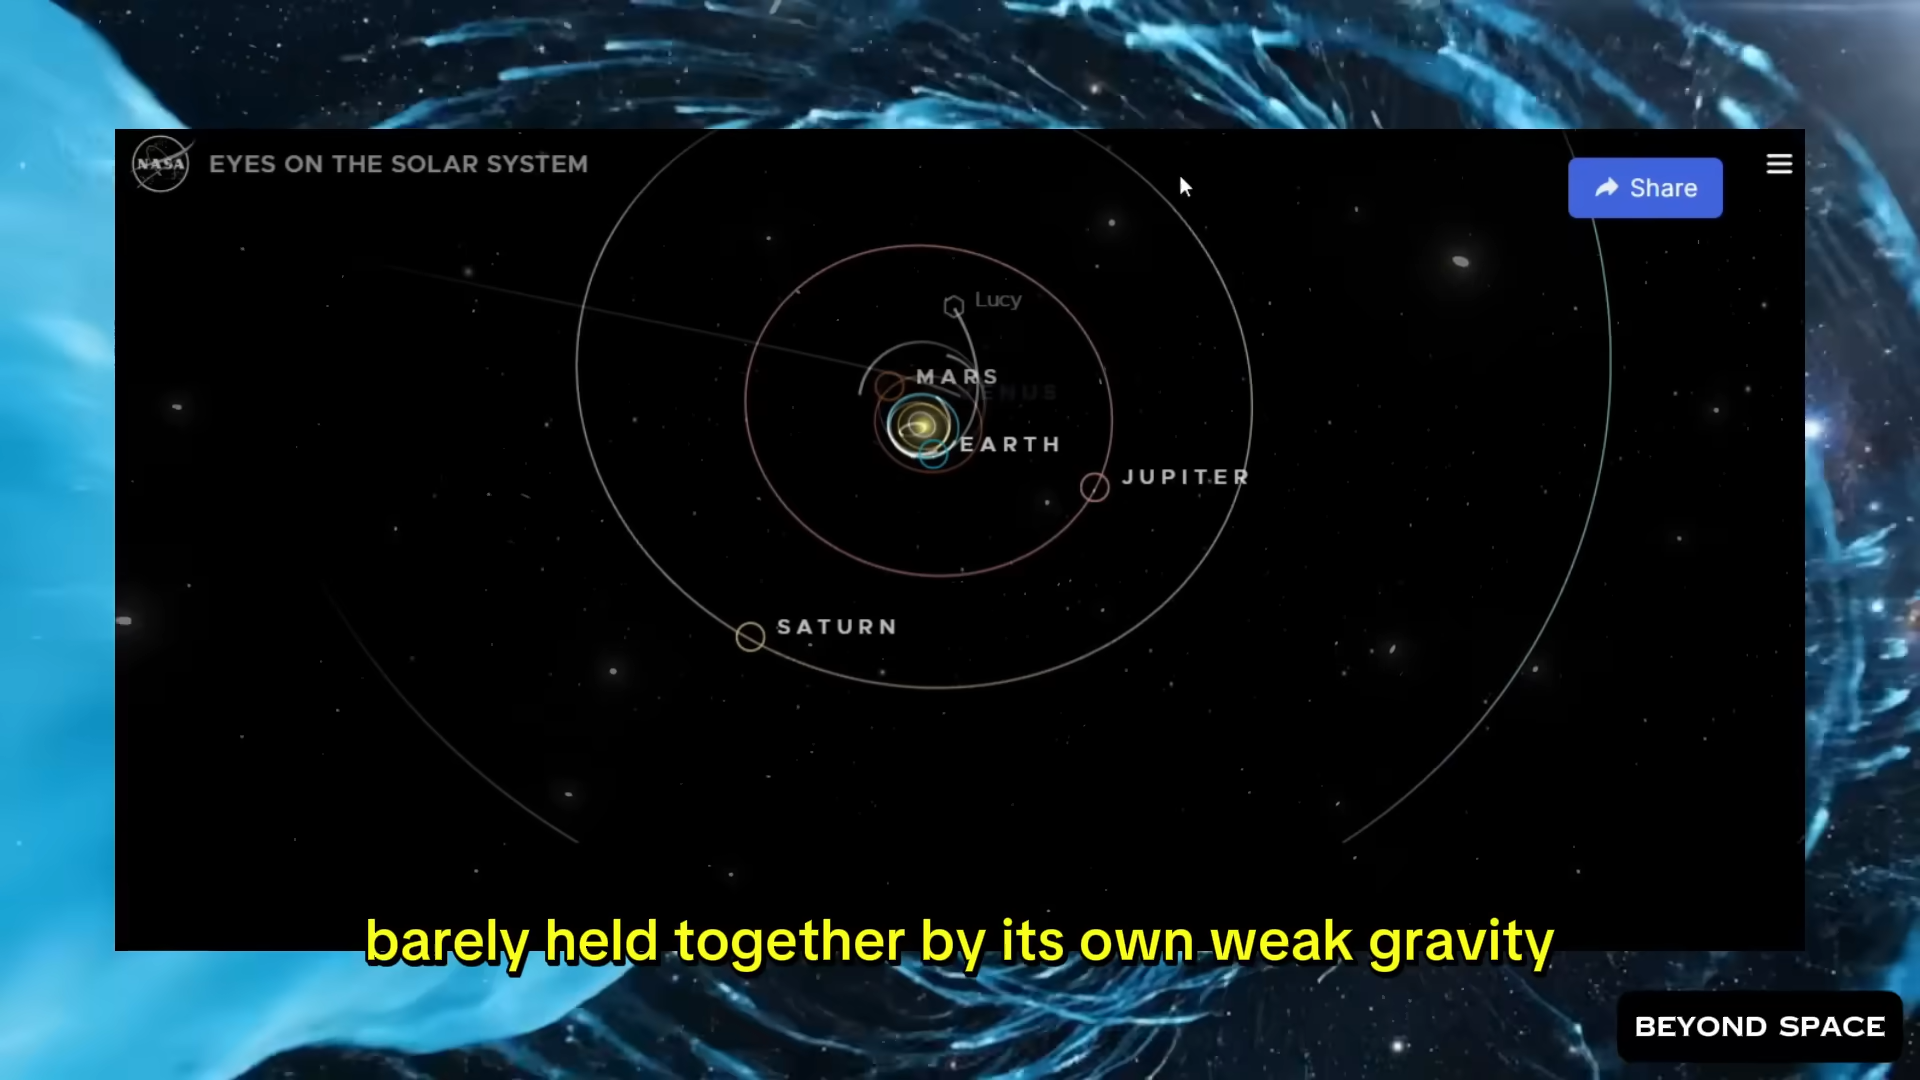 NASA
EYES ON THE SOLAR SYSTEM
Share
Lucy
MARS
ENUS
EARTH
JUPITER
SATURN
barely held together by its own weak gravity
BEYOND SPACE